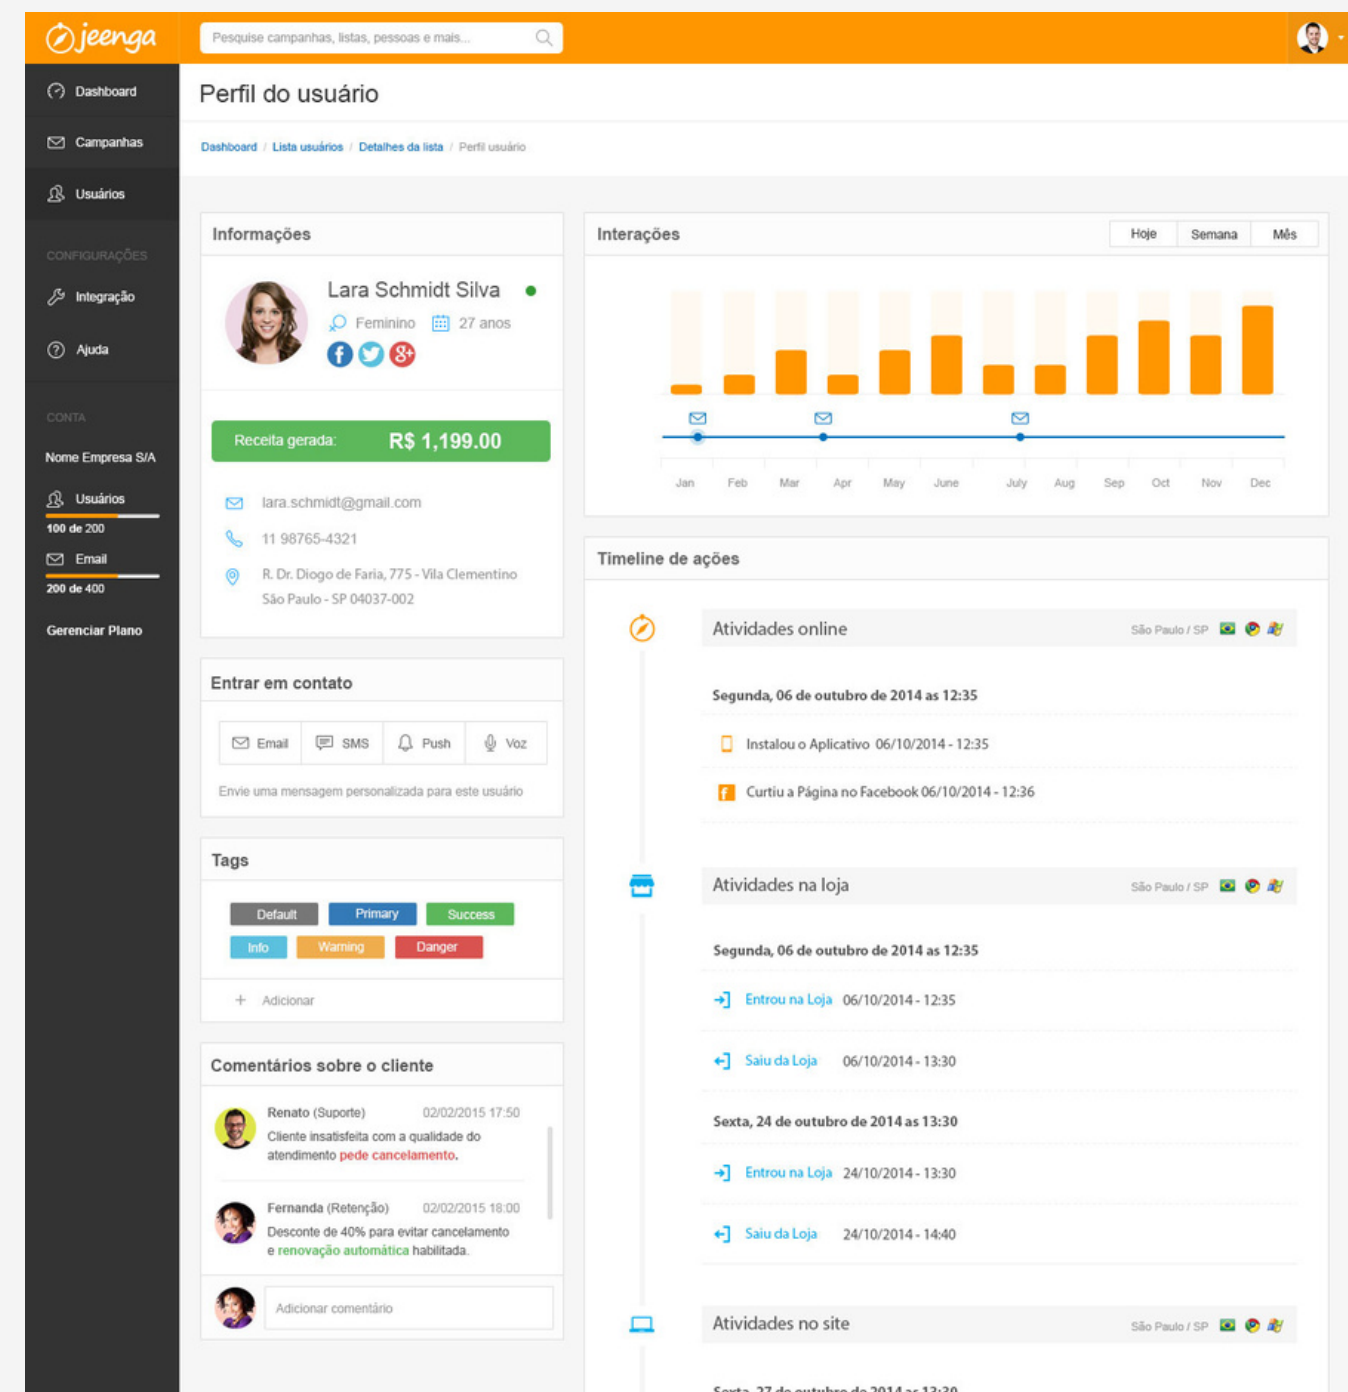 jeenga
Pesquise campanhas, listas, pessoas e mais...
Dashboard
Campanhas
Usuários
CONFIGURAÇÕES
Integração
Ajuda
CONTA
Nome Empresa S/A
Usuários
100 de 200
Email
200 de 400
Gerenciar Plano
Perfil do usuário
Dashboard / Lista usuários / Detalhes da lista / Perfil usuário
Informações
Lara Schmidt Silva
Feminino 27 anos
Receita gerada: R$ 1,199.00
lara.schmidt@gmail.com
11 98765-4321
R. Dr. Diogo de Faria, 775 - Vila Clementino
São Paulo - SP 04037-002
Entrar em contato
Email SMS Push Voz
Envie uma mensagem personalizada para este usuário
Tags
Default Primary Success
Info Warning Danger
+ Adicionar
Comentários sobre o cliente
Renato (Suporte) 02/02/2015 17:50
Cliente insatisfeita com a qualidade do
atendimento pede cancelamento.
Fernanda (Retenção) 02/02/2015 18:00
Desconte de 40% para evitar cancelamento
e renovação automática habilitada.
Adicionar comentário
Interações
Hoje Semana Mês
Jan Feb Mar Apr May June July Aug Sep Oct Nov Dec
Timeline de ações
Atividades online São Paulo / SP
Segunda, 06 de outubro de 2014 as 12:35
Instalou o Aplicativo 06/10/2014 - 12:35
Curtiu a Página no Facebook 06/10/2014 - 12:36
Atividades na loja São Paulo / SP
Segunda, 06 de outubro de 2014 as 12:35
Entrou na Loja 06/10/2014 - 12:35
Saiu da Loja 06/10/2014 - 13:30
Sexta, 24 de outubro de 2014 as 13:30
Entrou na Loja 24/10/2014 - 13:30
Saiu da Loja 24/10/2014 - 14:40
Atividades no site São Paulo / SP
Sexta, 27 de outubro de 2014 as 13:30